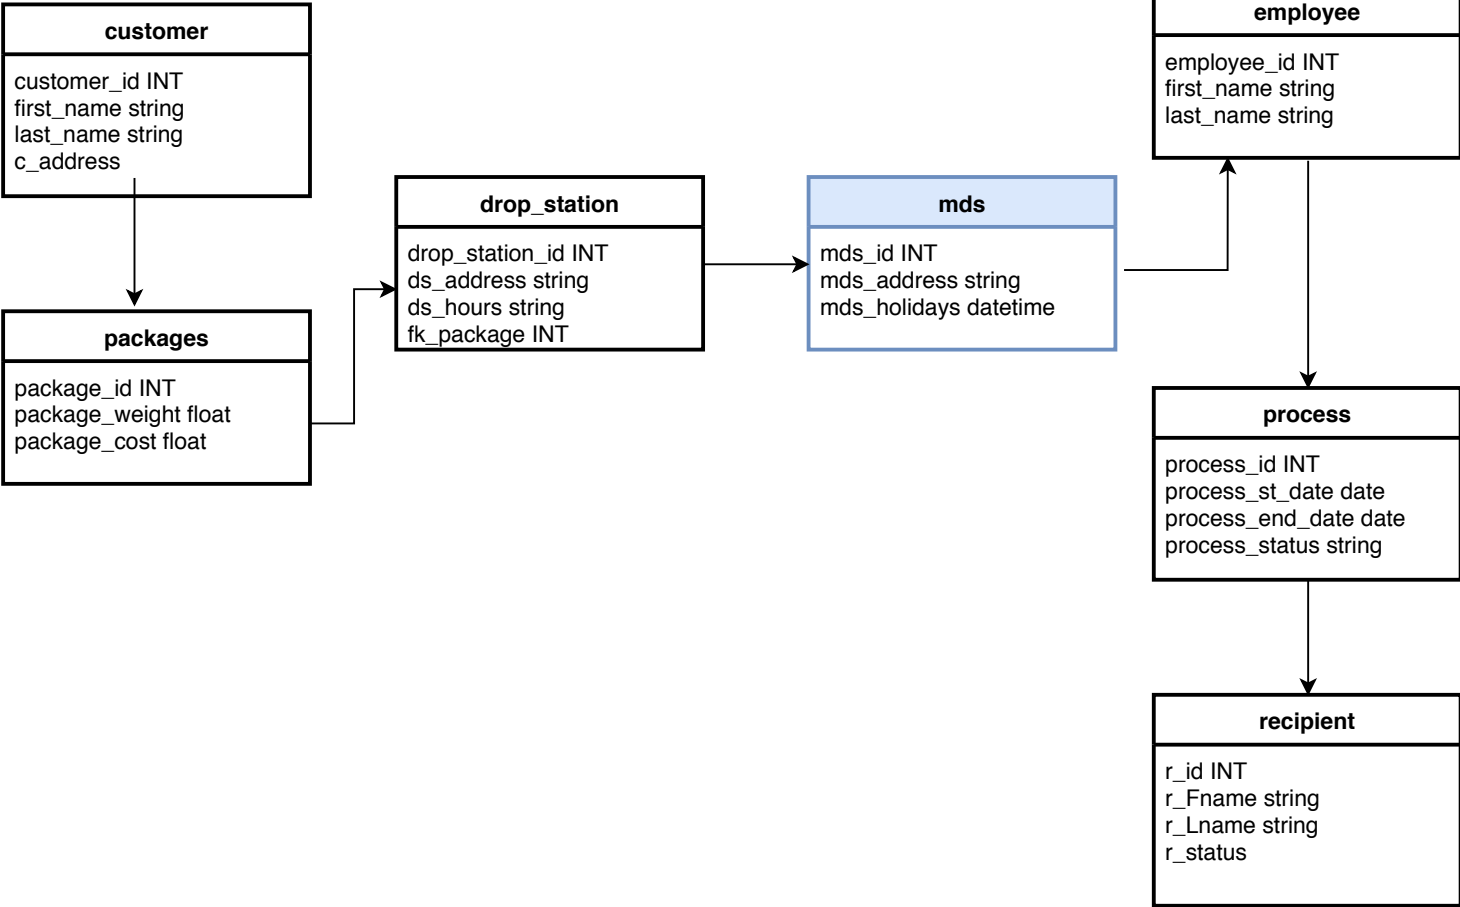 customer
customer_id INT
first_name string
last_name string
c_address
packages
package_id INT
package_weight float
package_cost float
drop_station
drop_station_id INT
ds_address string
ds_hours string
fk_package INT
mds
mds_id INT
mds_address string
mds_holidays datetime
employee
employee_id INT
first_name string
last_name string
process
process_id INT
process_st_date date
process_end_date date
process_status string
recipient
r_id INT
r_Fname string
r_Lname string
r_status